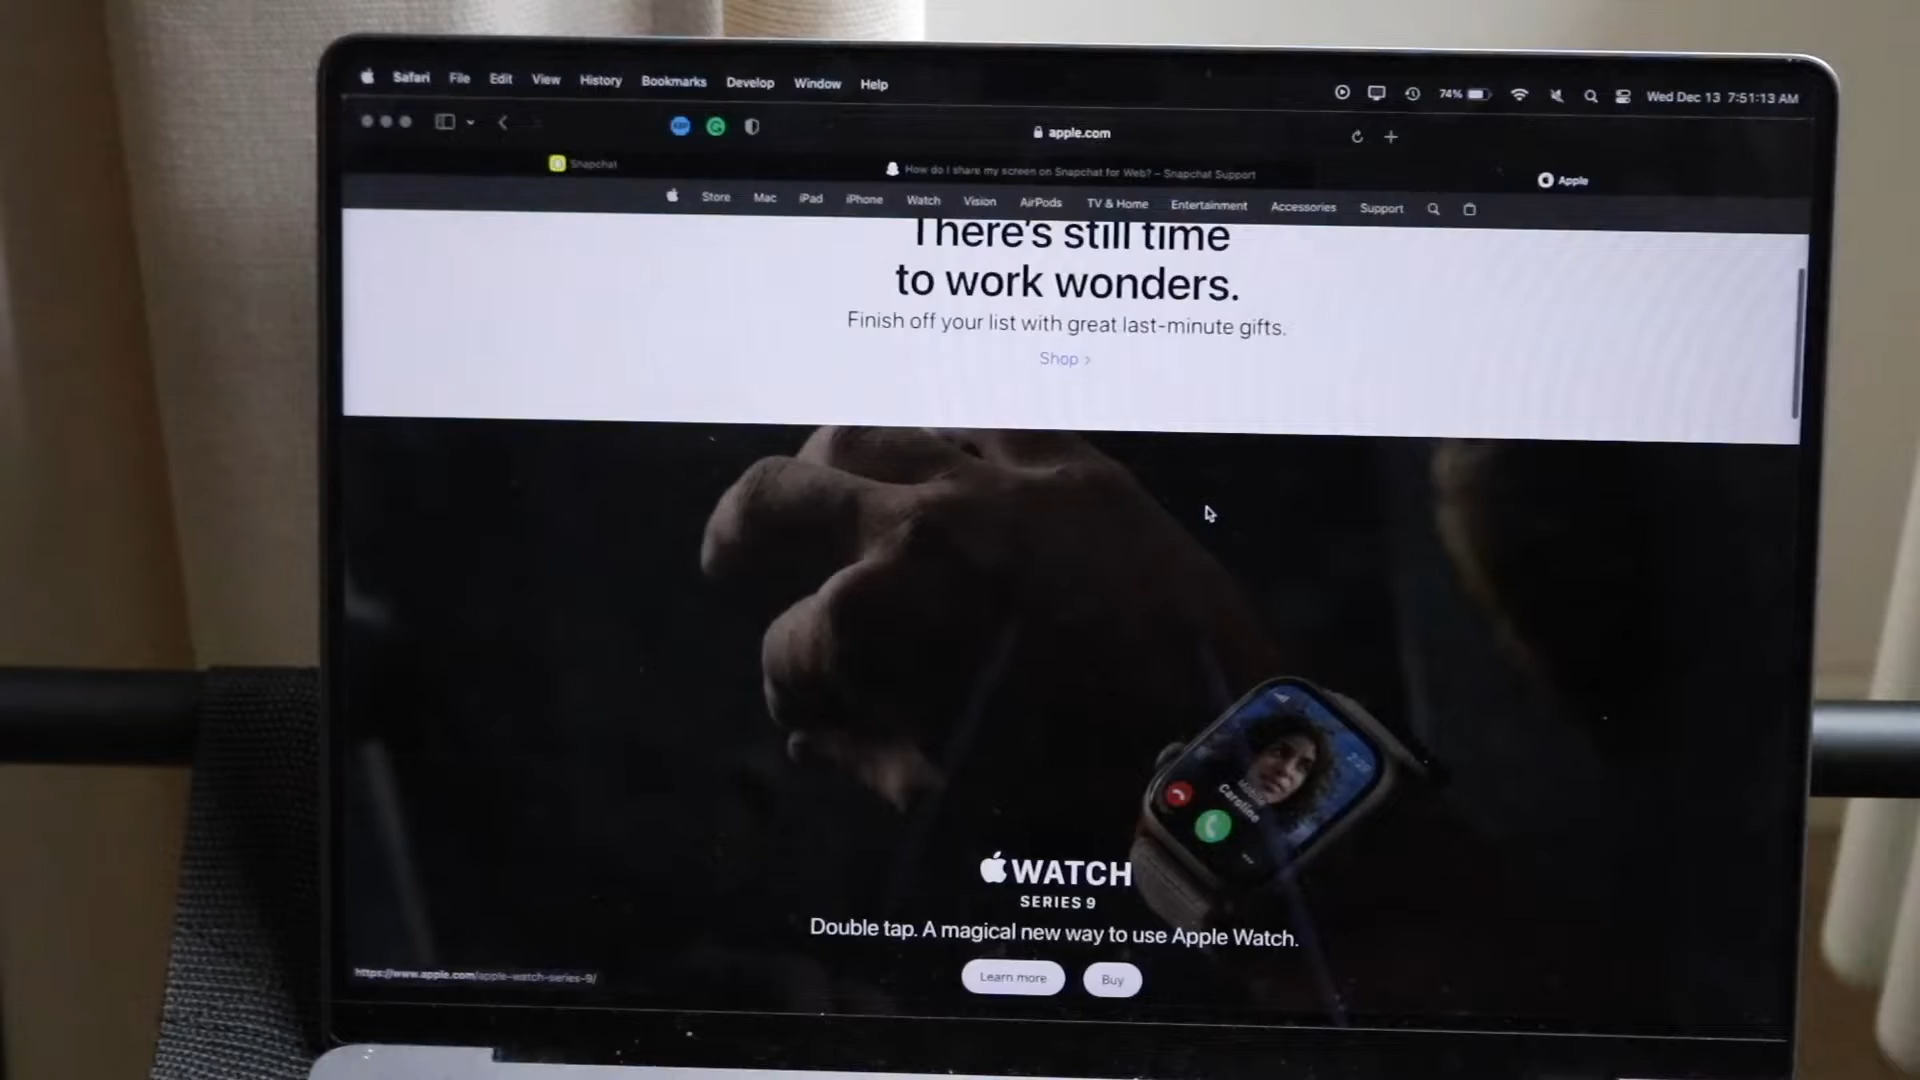 Safari File Edit View History Bookmarks Develop Window Help
74% Wed Dec 13 7:51:13 AM
ABP
apple.com
Snapchat
How do I share my screen on Snapchat for Web? – Snapchat Support
Apple
Store Mac iPad iPhone Watch Vision AirPods TV & Home Entertainment Accessories Support
There's still time
to work wonders.
Finish off your list with great last-minute gifts.
Shop >
Mobile
Caroline
WATCH
SERIES 9
Double tap. A magical new way to use Apple Watch.
Learn more Buy
https://www.apple.com/apple-watch-series-9/